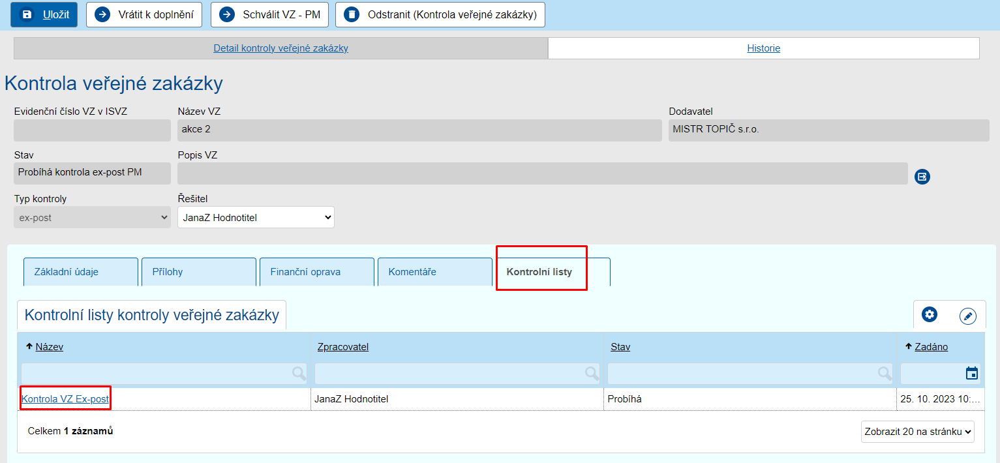 Uložit
Vrátit k doplnění
Schválit VZ - PM
Odstranit (Kontrola veřejné zakázky)
Detail kontroly veřejné zakázky
Historie
Kontrola veřejné zakázky
Evidenční číslo VZ v ISVZ
Název VZ
Dodavatel
akce 2
MISTR TOPIČ s.r.o.
Stav
Popis VZ
Probíhá kontrola ex-post PM
Typ kontroly
Řešitel
ex-post
JanaZ Hodnotitel
Základní údaje
Přílohy
Finanční oprava
Komentáře
Kontrolní listy
Kontrolní listy kontroly veřejné zakázky
Název
Zpracovatel
Stav
Zadáno
Kontrola VZ Ex-post
JanaZ Hodnotitel
Probíhá
25. 10. 2023 10:...
Celkem 1 záznamů
Zobrazit 20 na stránku